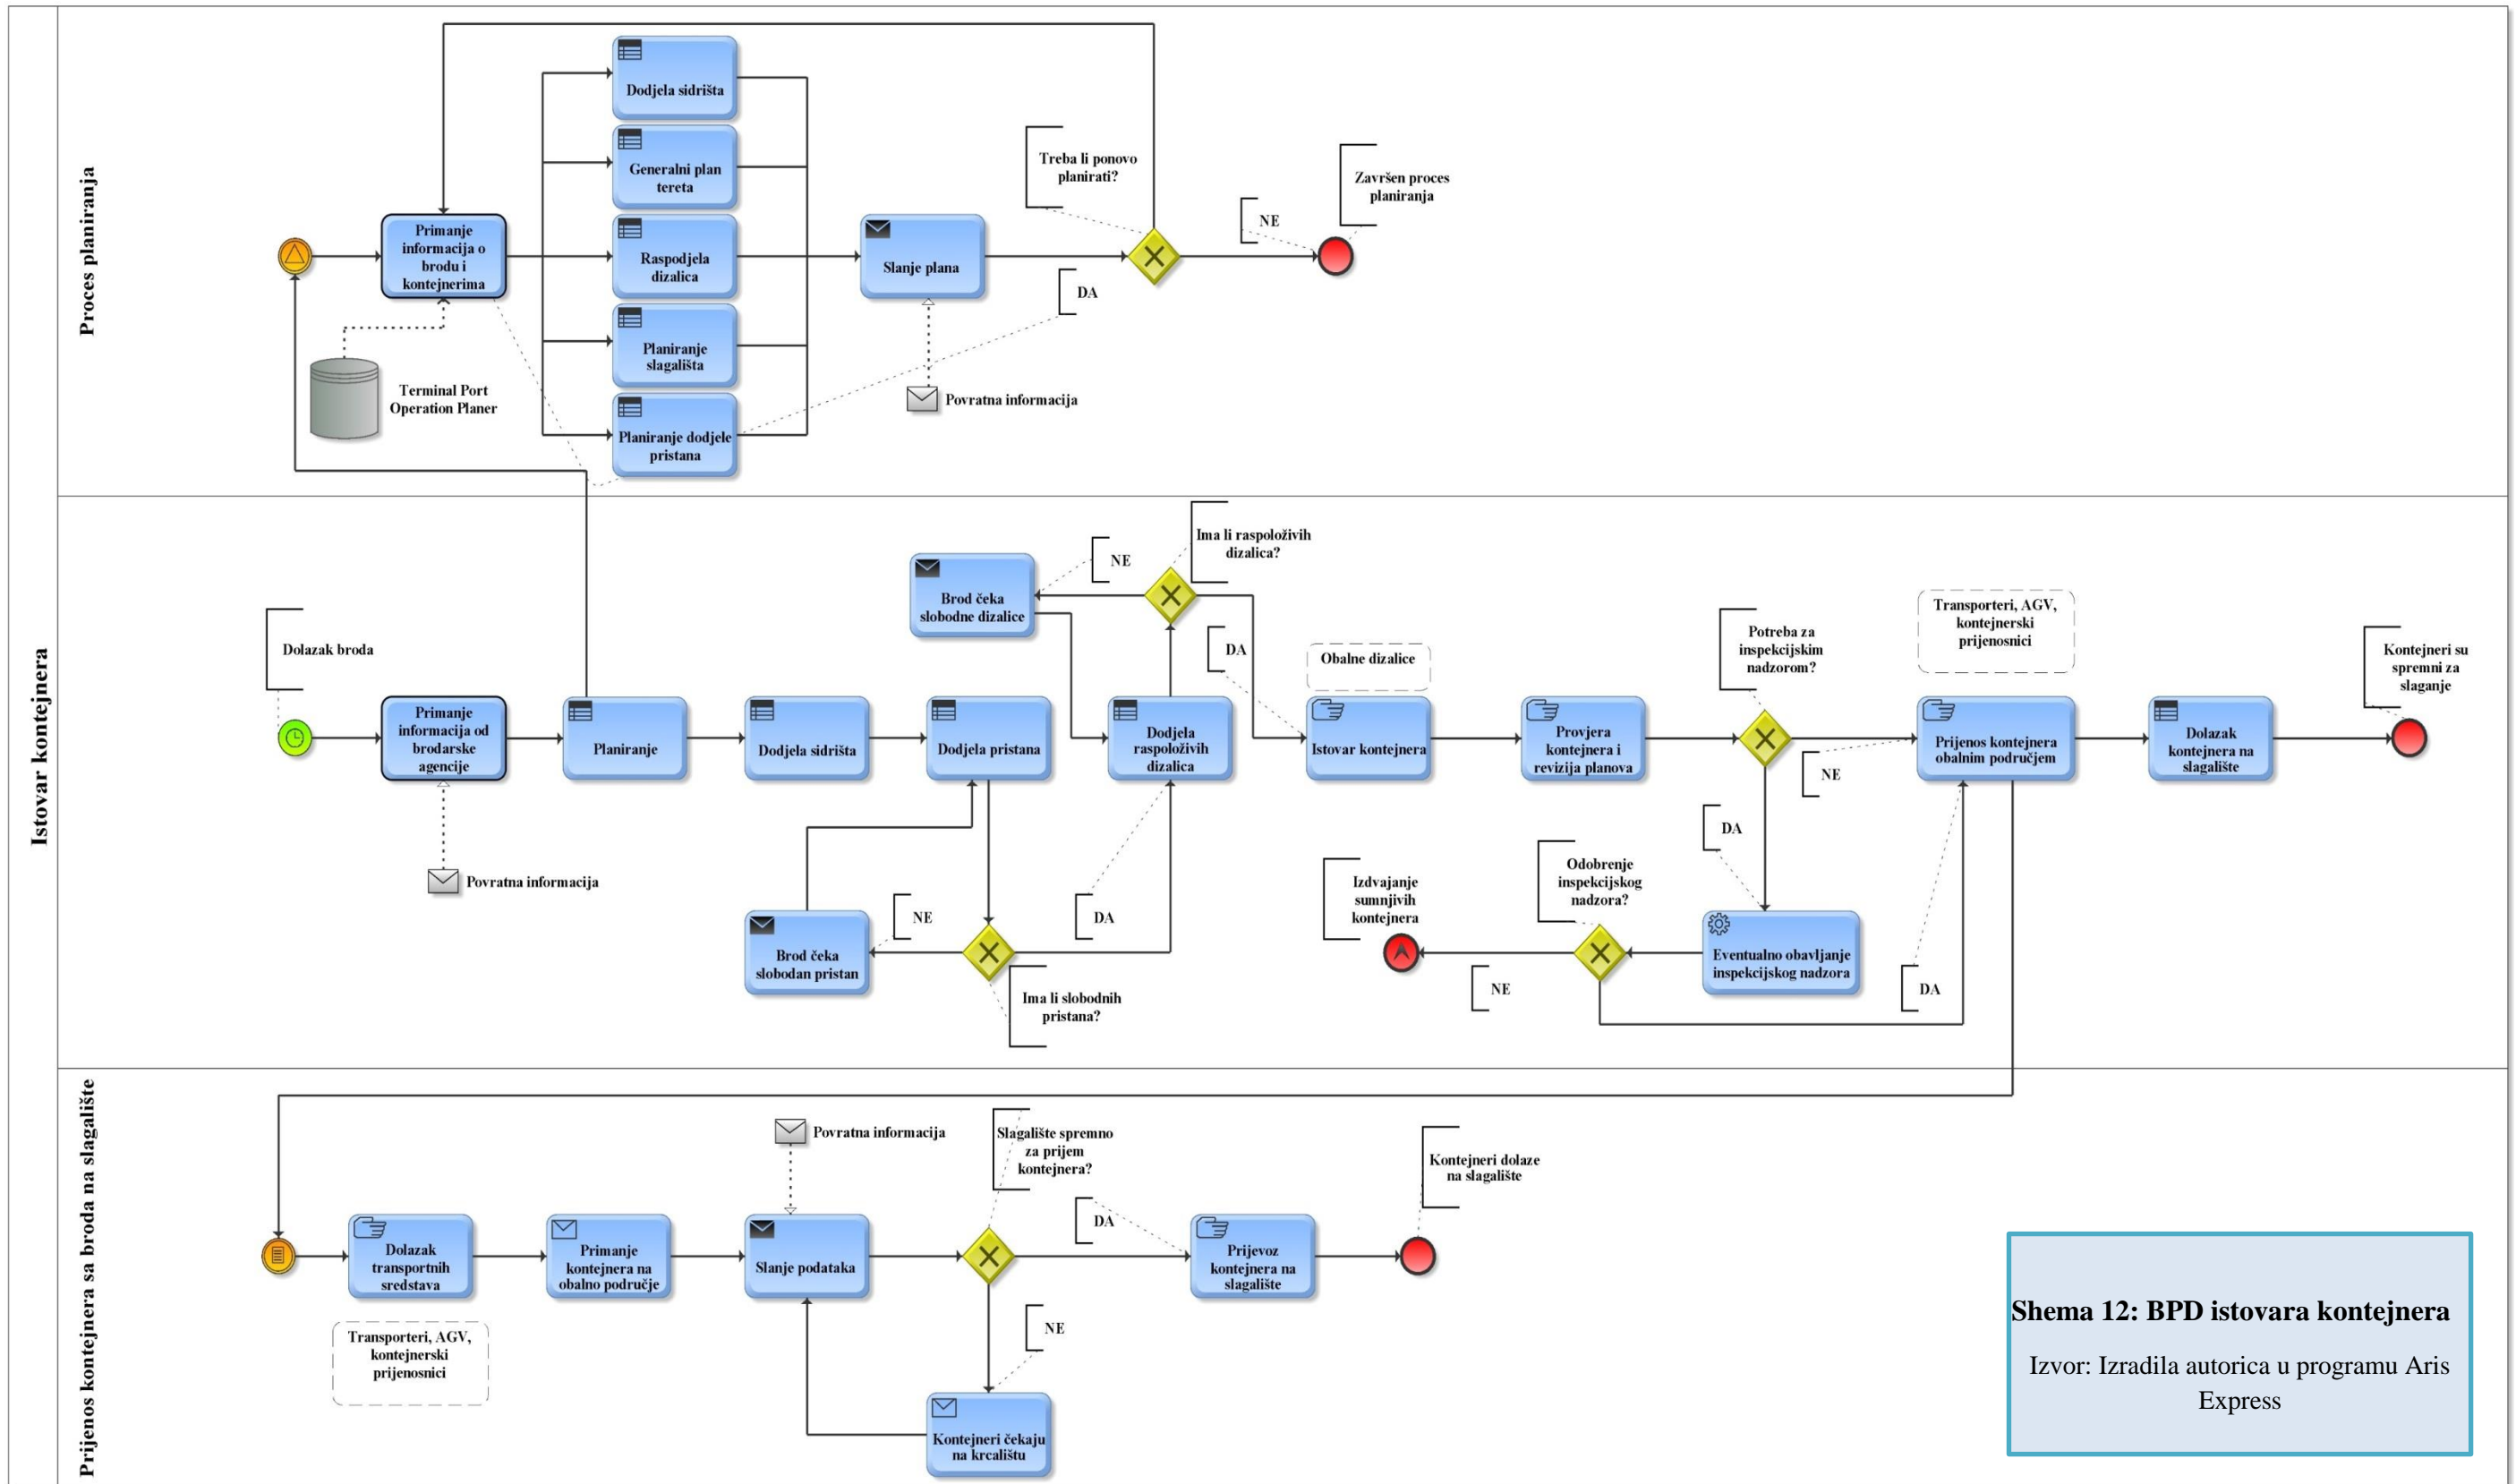 Proces planiranja
Dodjela sidrišta
Generalni plan
tereta
Raspodjela
dizalica
Planiranje
slagališta
Planiranje dodjele
pristana
Primanje
informacija o
brodu i
kontejnerima
Terminal Port
Operation Planer
Slanje plana
Povratna informacija
Treba li ponovo
planirati?
DA
NE
Završen proces
planiranja
Istovar kontejnera
Dolazak broda
Primanje
informacija od
brodarske
agencije
Povratna informacija
Planiranje
Dodjela sidrišta
Dodjela pristana
Brod čeka
slobodan pristan
NE
Ima li slobodnih
pristana?
DA
Dodjela
raspoloživih
dizalica
Brod čeka
slobodne dizalice
NE
Ima li raspoloživih
dizalica?
DA
Obalne dizalice
Istovar kontejnera
Provjera
kontejnera i
revizija planova
Potreba za
inspekcijskim
nadzorom?
NE
DA
Eventualno obavljanje
inspekcijskog nadzora
Odobrenje
inspekcijskog
nadzora?
NE
Izdvajanje
sumnjivih
kontejnera
DA
Transporteri, AGV,
kontejnerski
prijenosnici
Prijenos kontejnera
obalnim područjem
Dolazak
kontejnera na
slagalište
Kontejneri su
spremni za
slaganje
Prijenos kontejnera sa broda na slagalište
Dolazak
transportnih
sredstava
Transporteri, AGV,
kontejnerski
prijenosnici
Primanje
kontejnera na
obalno područje
Povratna informacija
Slanje podataka
Slagalište spremno
za prijem
kontejnera?
DA
NE
Kontejneri čekaju
na krcalištu
Prijevoz
kontejnera na
slagalište
Kontejneri dolaze
na slagalište
Shema 12: BPD istovara kontejnera
Izvor: Izradila autorica u programu Aris
Express